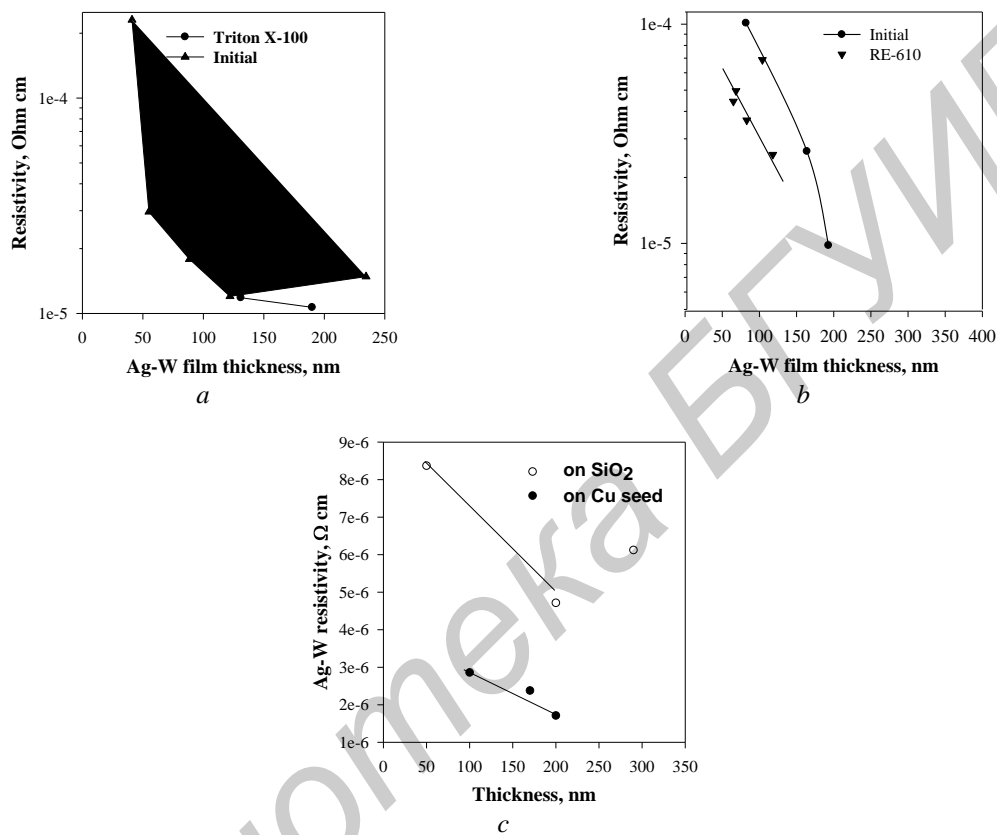 Triton X-100
Initial
1e-4
1e-5
Resistivity, Ohm cm
0 50 100 150 200 250
Ag-W film thickness, nm
a
Initial
RE-610
1e-4
1e-5
Resistivity, Ohm cm
0 50 100 150 200 250 300 350 400
Ag-W film thickness, nm
b
on SiO2
on Cu seed
9e-6
8e-6
7e-6
6e-6
5e-6
4e-6
3e-6
2e-6
1e-6
Ag-W resistivity, Ω cm
0 50 100 150 200 250 300 350
Thickness, nm
c
БГУИР